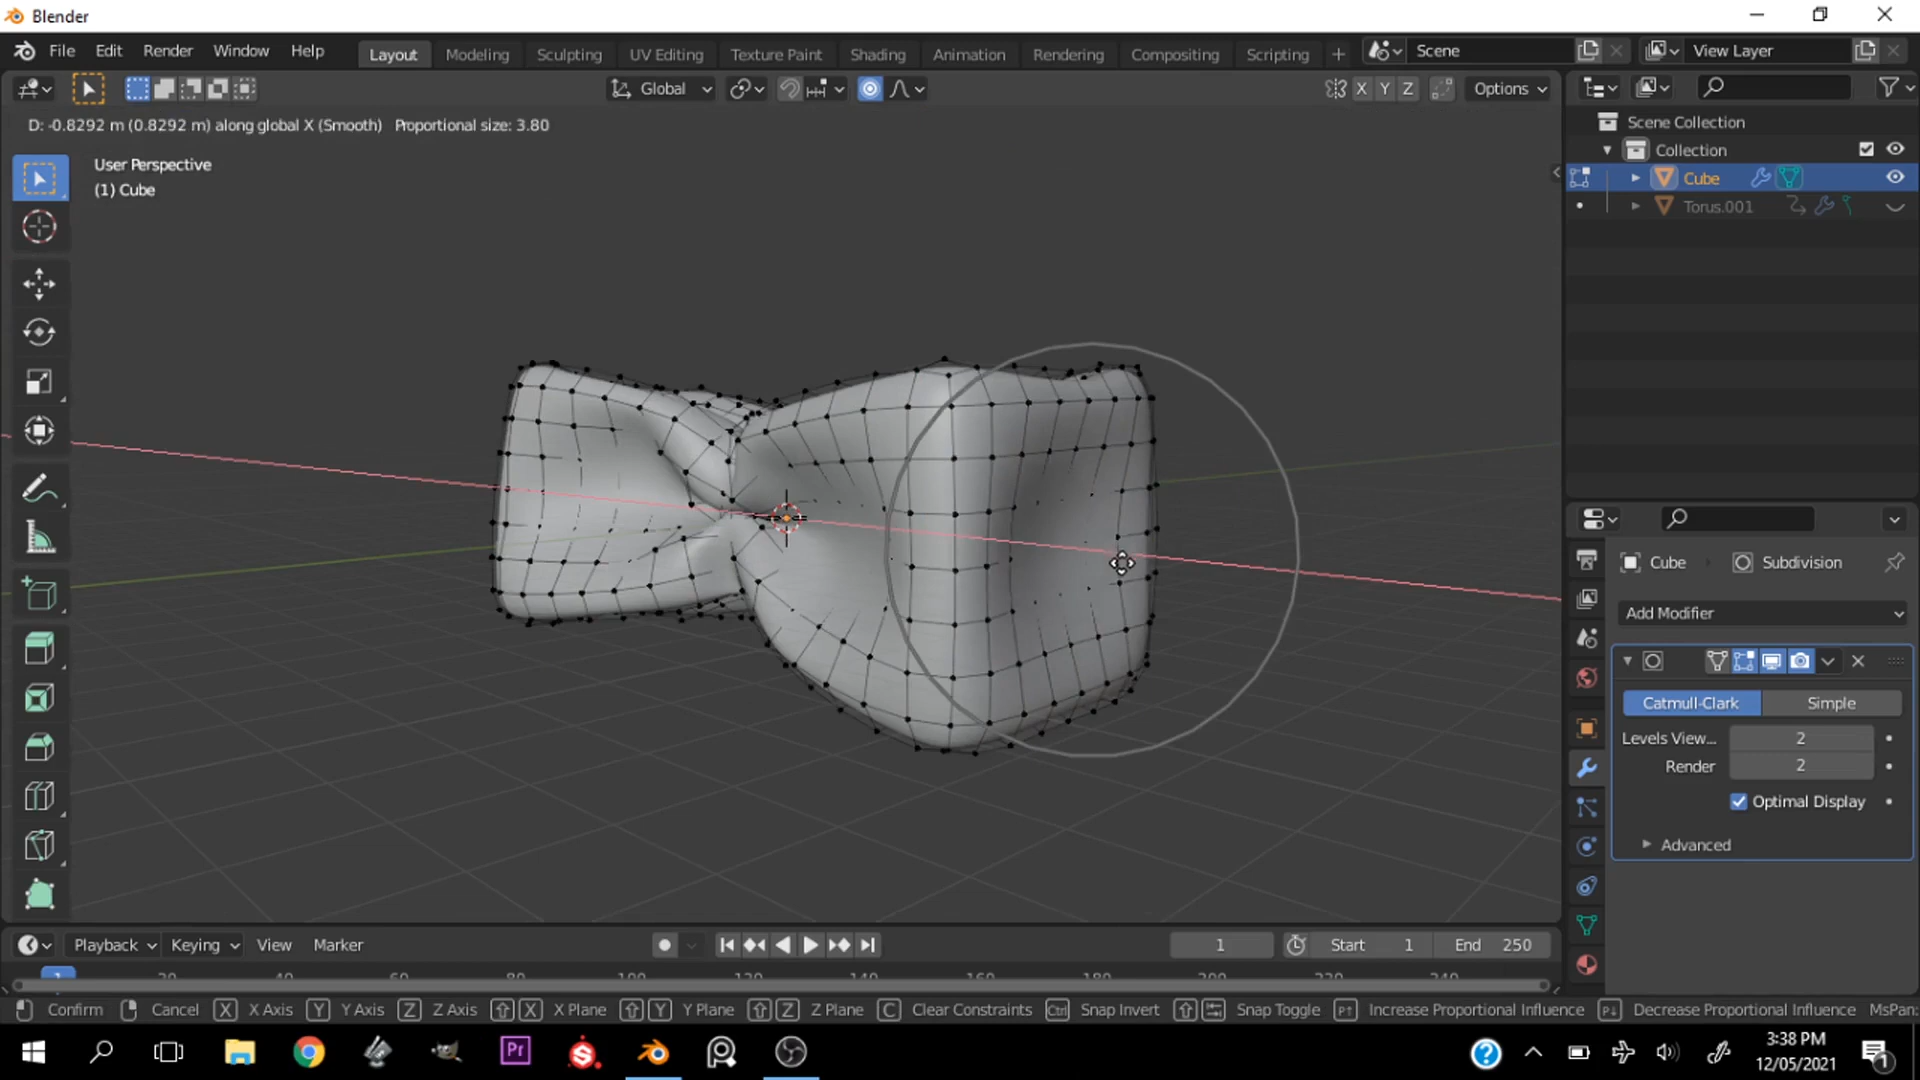 Blender
File Edit Render Window Help Layout Modeling Sculpting UV Editing Texture Paint Shading Animation Rendering Compositing Scripting + Scene View Layer
Global X Y Z Options
D: -0.8292 m (0.8292 m) along global X (Smooth) Proportional size: 3.80
User Perspective
(1) Cube
Scene Collection
Collection
Cube
Torus.001
Cube Subdivision
Add Modifier
Catmull-Clark Simple
Levels View... 2
Render 2
Optimal Display
Advanced
Playback Keying View Marker 1 Start 1 End 250
Confirm Cancel X X Axis Y Y Axis Z Z Axis X X Plane Y Y Plane Z Z Plane C Clear Constraints Ctrl Snap Invert Snap Toggle Increase Proportional Influence Decrease Proportional Influence MsPan:
Pr
3:38 PM
12/05/2021
1